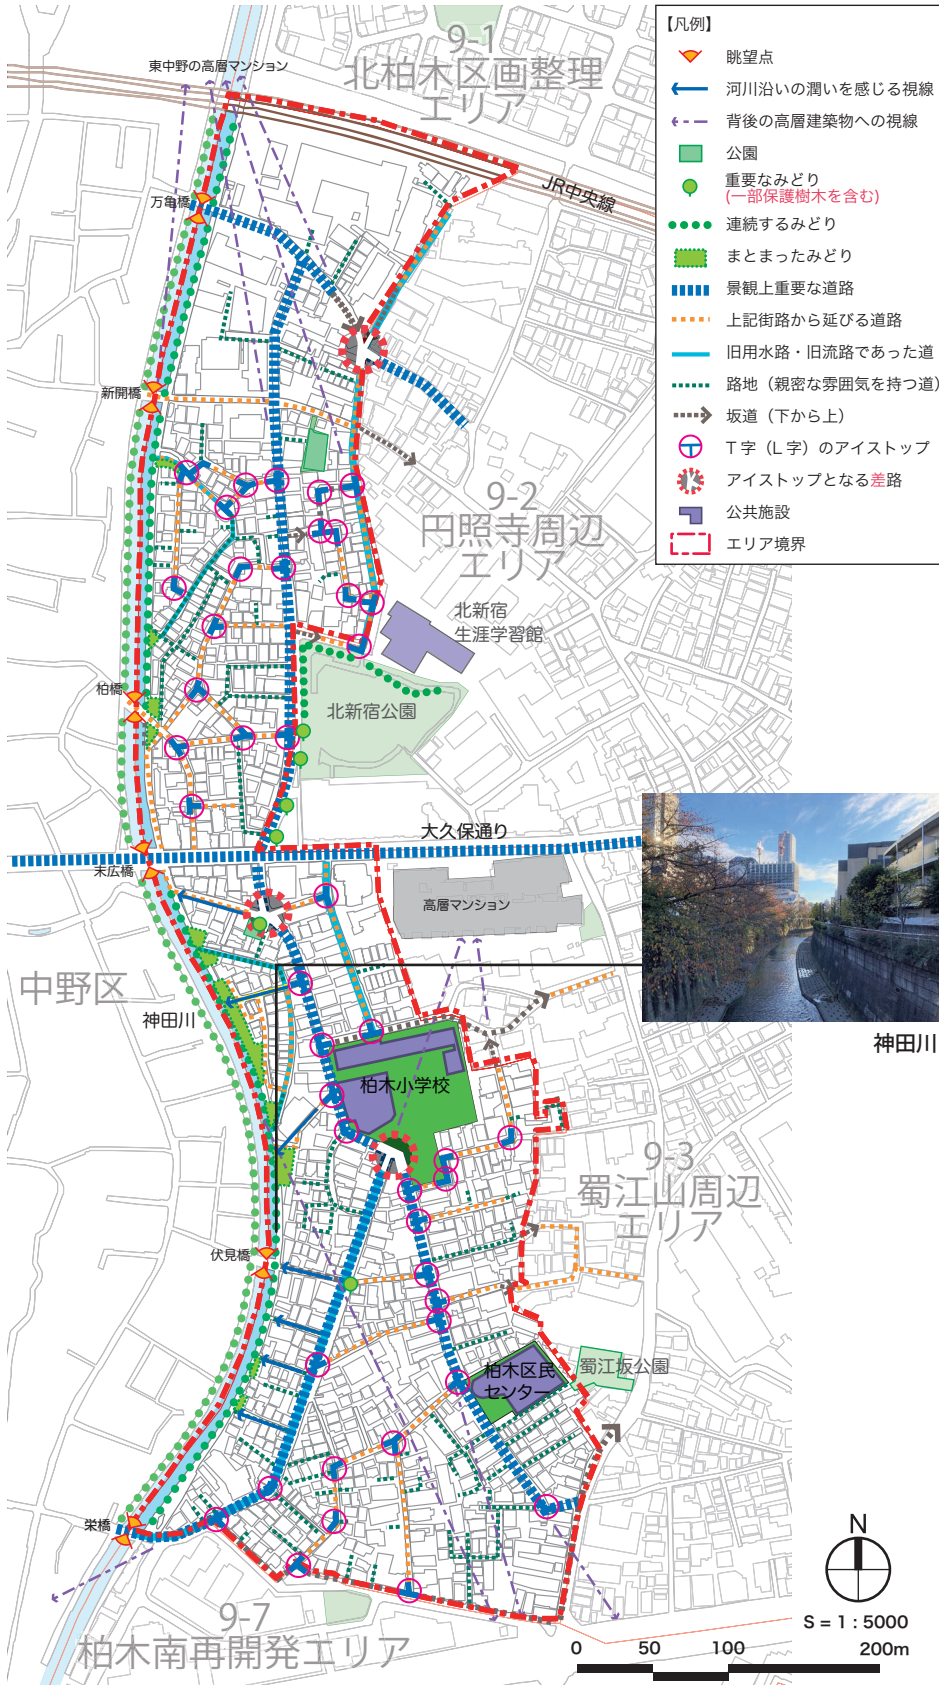 【凡例】
眺望点
河川沿いの潤いを感じる視線
背後の高層建築物への視線
公園
重要なみどり
(一部保護樹木を含む)
連続するみどり
まとまったみどり
景観上重要な道路
上記街路から延びる道路
旧用水路・旧流路であった道
路地（親密な雰囲気を持つ道）
坂道（下から上）
T字（L字）のアイストップ
アイストップとなる差路
公共施設
エリア境界
9-1
北柏木区画整理
エリア
東中野の高層マンション
JR中央線
万亀橋
新開橋
9-2
円照寺周辺
エリア
北新宿
生涯学習館
柏橋
北新宿公園
大久保通り
末広橋
高層マンション
中野区
神田川
神田川
柏木小学校
9-3
蜀江山周辺
エリア
伏見橋
柏木区民
センター
蜀江坂公園
栄橋
9-7
柏木南再開発エリア
N
S = 1 : 5000
0 50 100 200m